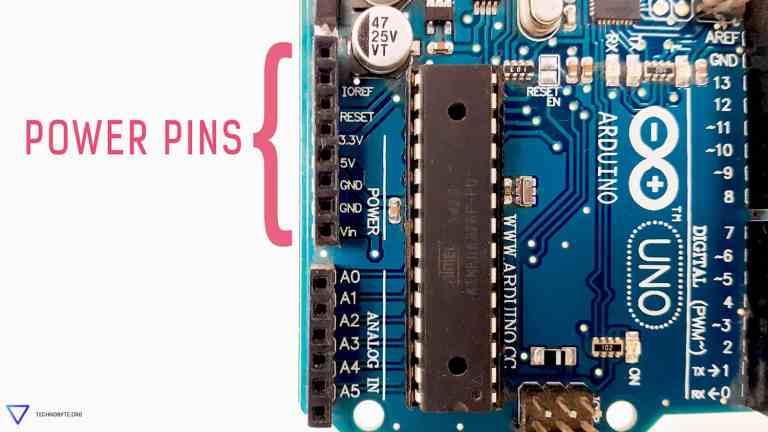 POWER PINS
47
25V
VT
IOREF
RESET
3.3V
5V
GND
GND
Vin
POWER
A0
A1
A2
A3
A4
A5
ANALOG IN
RESET
EN
RX
TX
ARDUINO
UNO
TM
WWW.ARDUINO.CC
AREF
GND
13
12
~11
~10
~9
8
7
~6
~5
4
~3
2
TX→1
RX←0
DIGITAL (PWM~)
102
ON
TECHNOBYTE.ORG